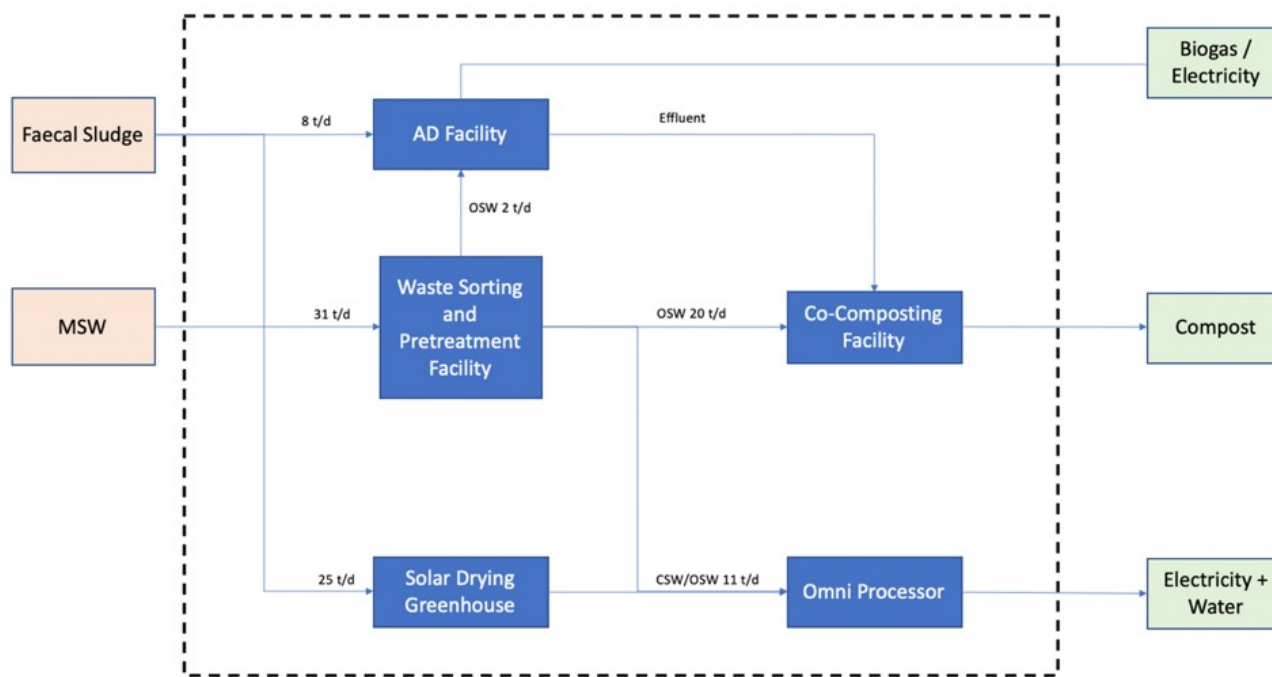 Biogas /
Electricity
Faecal Sludge
8 t/d
AD Facility
Effluent
OSW 2 t/d
MSW
31 t/d
Waste Sorting
and
Pretreatment
Facility
OSW 20 t/d
Co-Composting
Facility
Compost
25 t/d
Solar Drying
Greenhouse
CSW/OSW 11 t/d
Omni Processor
Electricity +
Water